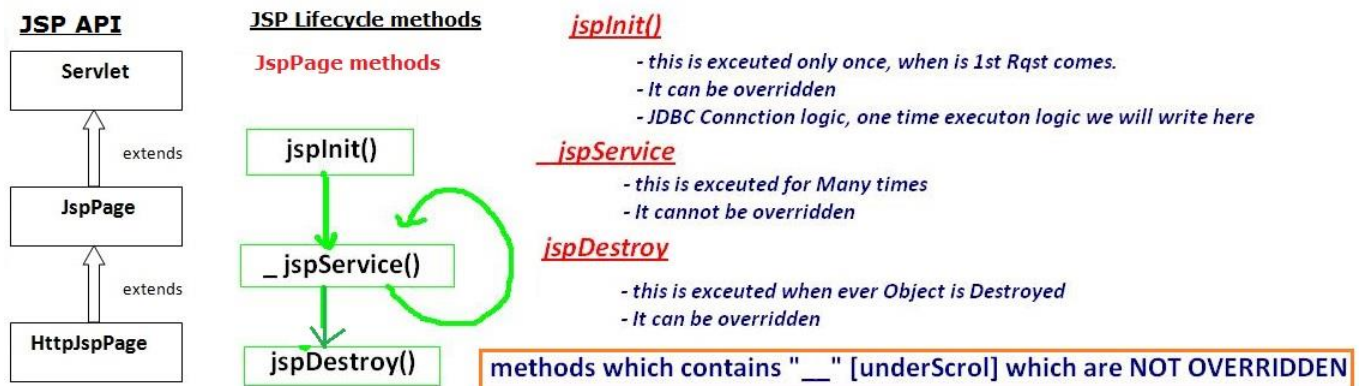 JSP API
Servlet
extends
JspPage
extends
HttpJspPage
JSP Lifecycle methods
JspPage methods
jspInit()
_ jspService()
jspDestroy()
jspInit()
- this is exceuted only once, when is 1st Rqst comes.
- It can be overridden
- JDBC Connction logic, one time executon logic we will write here
_ jspService
- this is exceuted for Many times
- It cannot be overridden
jspDestroy
- this is exceuted when ever Object is Destroyed
- It can be overridden
methods which contains "__" [underScrol] which are NOT OVERRIDDEN